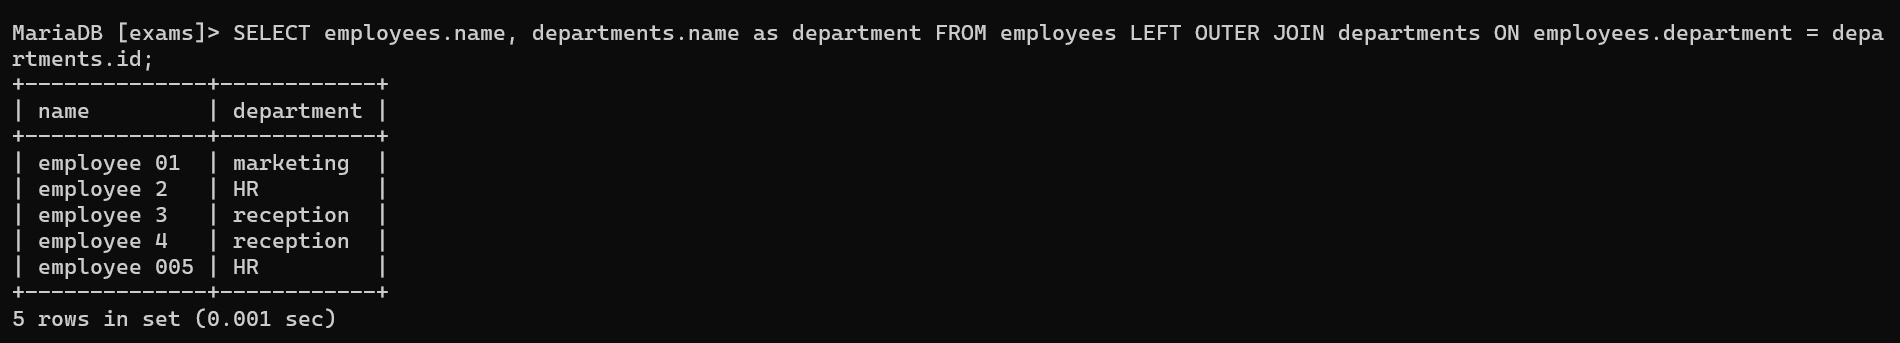 MariaDB [exams]> SELECT employees.name, departments.name as department FROM employees LEFT OUTER JOIN departments ON employees.department = depa
rtments.id;
+--------------+------------+
| name         | department |
+--------------+------------+
| employee 01  | marketing  |
| employee 2   | HR         |
| employee 3   | reception  |
| employee 4   | reception  |
| employee 005 | HR         |
+--------------+------------+
5 rows in set (0.001 sec)